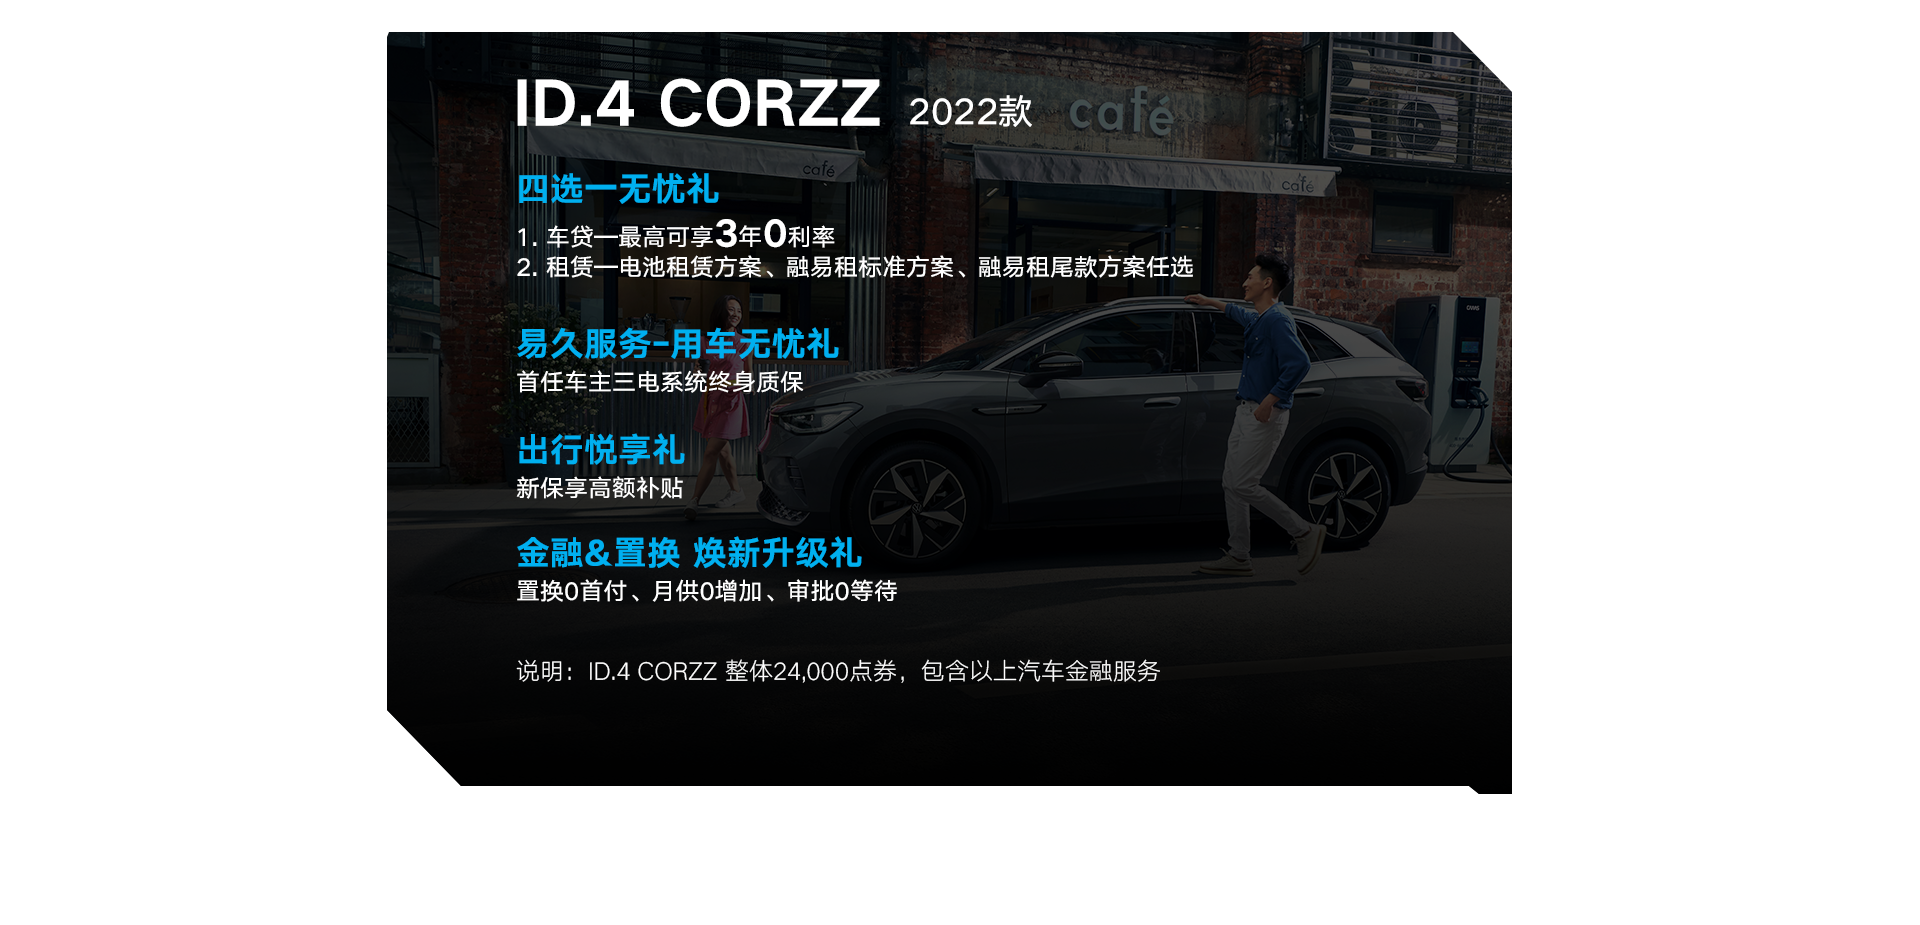 ID.4 CORZZ 2022款
café
café
café
四选一无忧礼
1. 车贷—最高可享3年0利率
2. 租赁—电池租赁方案、融易租标准方案、融易租尾款方案任选
易久服务-用车无忧礼
首任车主三电系统终身质保
出行悦享礼
新保享高额补贴
金融&置换 焕新升级礼
置换0首付、月供0增加、审批0等待
说明：ID.4 CORZZ 整体24,000点券，包含以上汽车金融服务